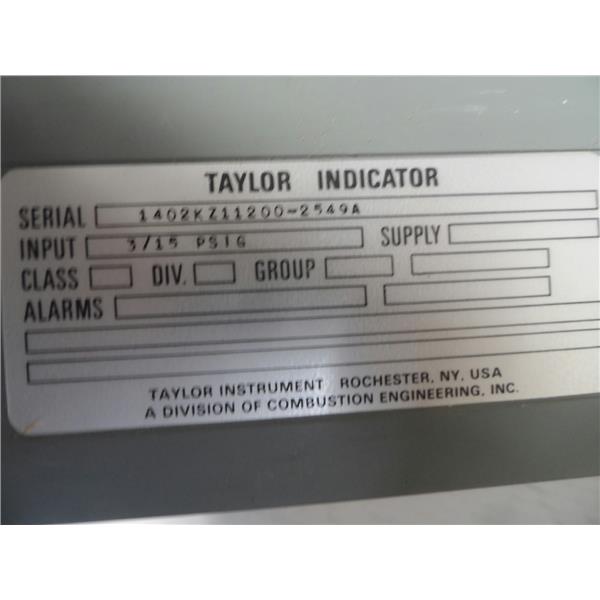 TAYLOR INDICATOR
SERIAL 1402KZ11200-2549A
INPUT 3/15 PSIG SUPPLY
CLASS DIV. GROUP
ALARMS
TAYLOR INSTRUMENT ROCHESTER, NY, USA
A DIVISION OF COMBUSTION ENGINEERING, INC.